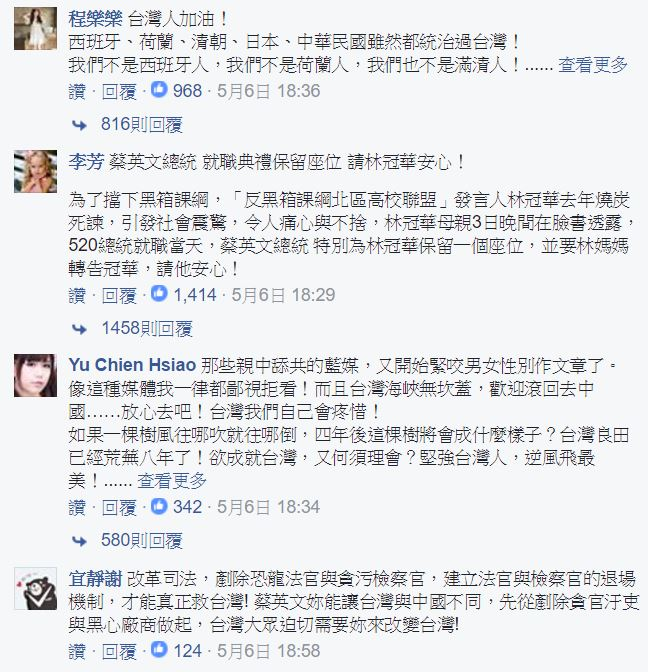 程樂樂 台灣人加油！
西班牙、荷蘭、清朝、日本、中華民國雖然都統治過台灣！
我們不是西班牙人，我們不是荷蘭人，我們也不是滿清人！...... 查看更多
讚 · 回覆 · 968 · 5月6日 18:36
816則回覆
李芳 蔡英文總統 就職典禮保留座位 請林冠華安心！
為了擋下黑箱課綱，「反黑箱課綱北區高校聯盟」發言人林冠華去年燒炭
死諫，引發社會震驚，令人痛心與不捨，林冠華母親3日晚間在臉書透露，
520總統就職當天，蔡英文總統 特別為林冠華保留一個座位，並要林媽媽
轉告冠華，請他安心！
讚 · 回覆 · 1,414 · 5月6日 18:29
1458則回覆
Yu Chien Hsiao 那些親中舔共的藍媒，又開始緊咬男女性別作文章了。
像這種媒體我一律都鄙視拒看！而且台灣海峽無坎蓋，歡迎滾回去中
國……放心去吧！台灣我們自己會疼惜！
如果一棵樹風往哪吹就往哪倒，四年後這棵樹將會成什麼樣子？台灣良田
已經荒蕪八年了！欲成就台灣，又何須理會？堅強台灣人，逆風飛最
美！...... 查看更多
讚 · 回覆 · 342 · 5月6日 18:34
580則回覆
宜靜謝 改革司法，剷除恐龍法官與貪污檢察官，建立法官與檢察官的退場
機制，才能真正救台灣! 蔡英文妳能讓台灣與中國不同，先從剷除貪官汙吏
與黑心廠商做起，台灣大眾迫切需要妳來改變台灣!
讚 · 回覆 · 124 · 5月6日 18:58